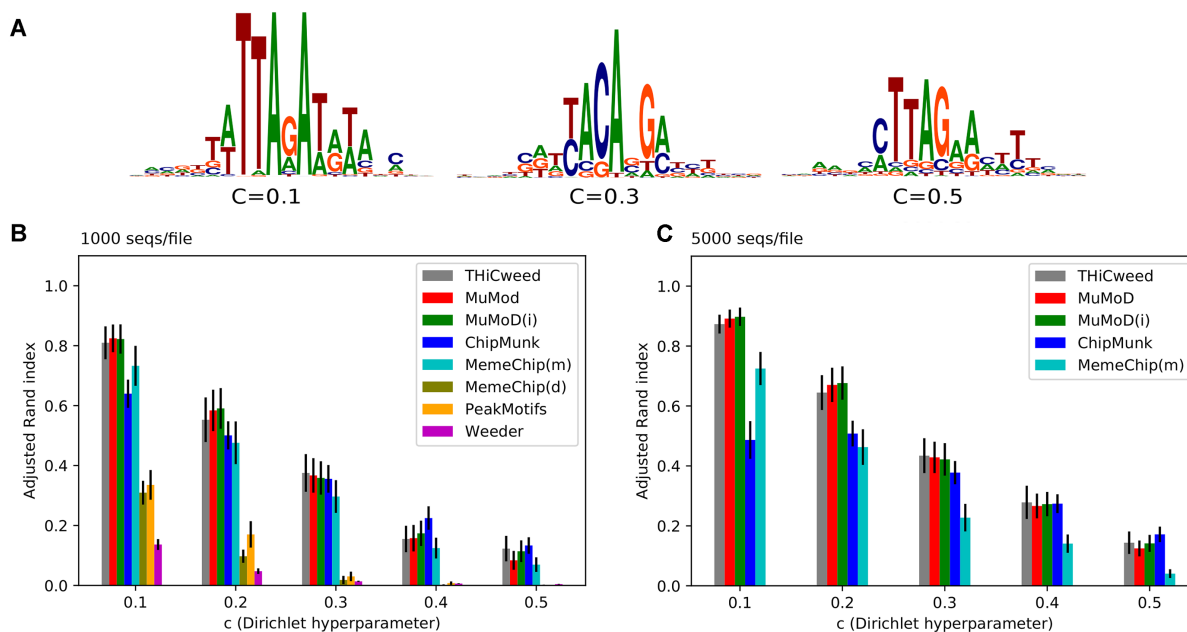 A
C=0.1
C=0.3
C=0.5
B
1000 seqs/file
Adjusted Rand index
1.0
0.8
0.6
0.4
0.2
0.0
THiCweed
MuMod
MuMoD(i)
ChipMunk
MemeChip(m)
MemeChip(d)
PeakMotifs
Weeder
0.1 0.2 0.3 0.4 0.5
c (Dirichlet hyperparameter)
C
5000 seqs/file
Adjusted Rand index
1.0
0.8
0.6
0.4
0.2
0.0
THiCweed
MuMoD
MuMoD(i)
ChipMunk
MemeChip(m)
0.1 0.2 0.3 0.4 0.5
c (Dirichlet hyperparameter)